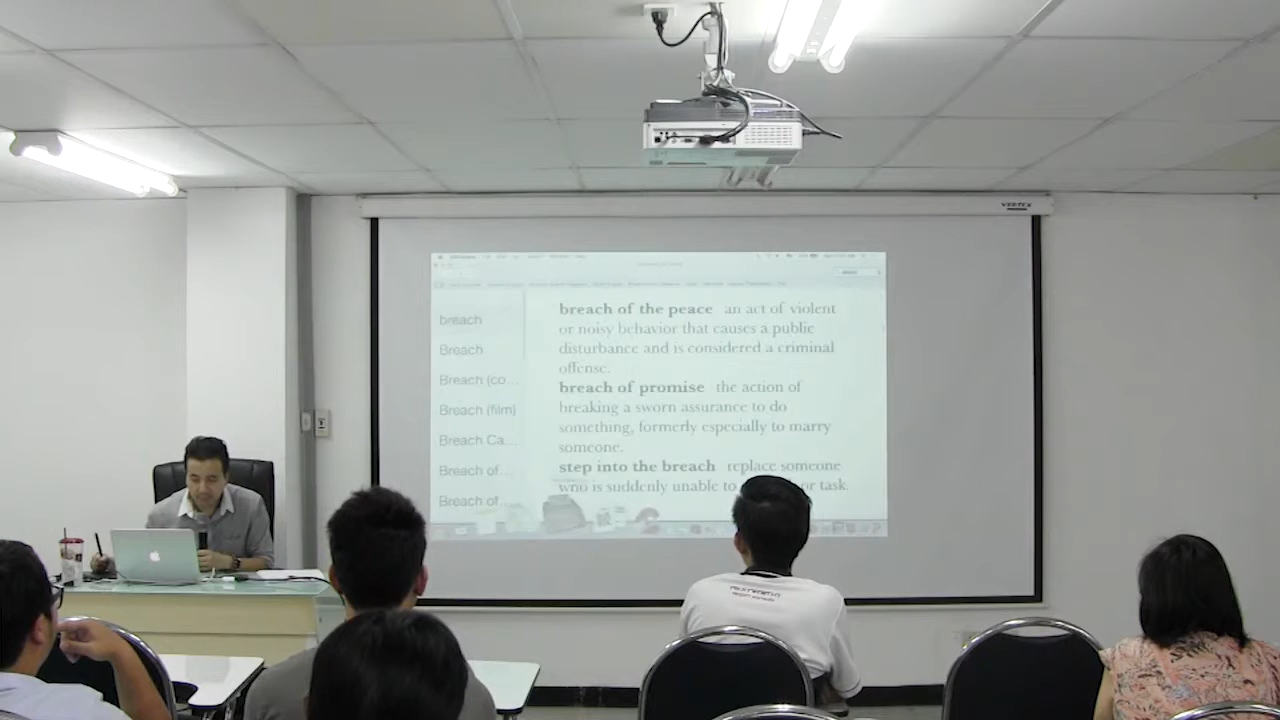 VERTEX
breach
Breach
Breach (co...
Breach (film)
Breach Ca...
Breach of...
Breach of...
breach of the peace an act of violent
or noisy behavior that causes a public
disturbance and is considered a criminal
offense.
breach of promise the action of
breaking a sworn assurance to do
something, formerly especially to marry
someone.
step into the breach replace someone
who is suddenly unable to or task.